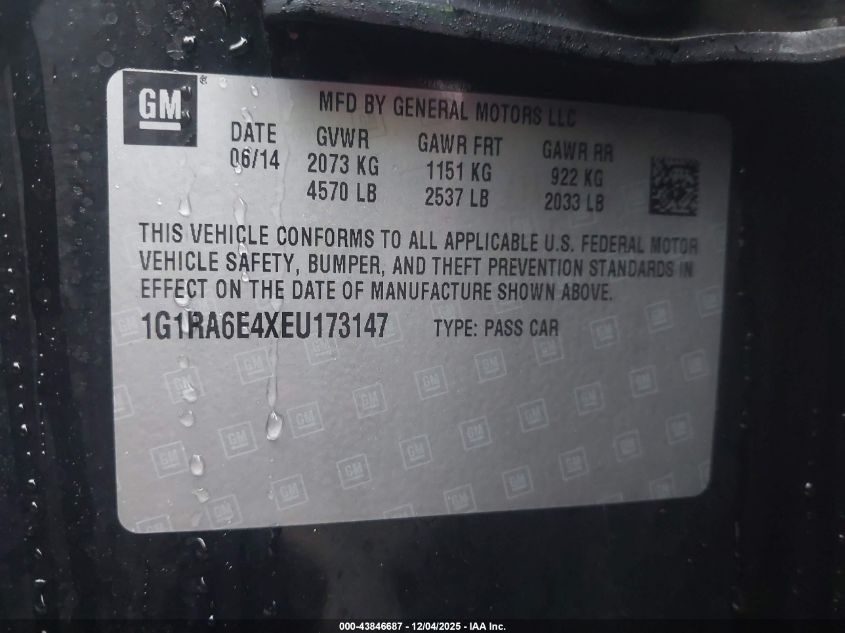 GM
MFD BY GENERAL MOTORS LLC
DATE GVWR GAWR FRT GAWR RR
06/14 2073 KG 1151 KG 922 KG
4570 LB 2537 LB 2033 LB
THIS VEHICLE CONFORMS TO ALL APPLICABLE U.S. FEDERAL MOTOR
VEHICLE SAFETY, BUMPER, AND THEFT PREVENTION STANDARDS IN
EFFECT ON THE DATE OF MANUFACTURE SHOWN ABOVE.
1G1RA6E4XEU173147 TYPE: PASS CAR
000-43846687 - 12/04/2025 - IAA Inc.